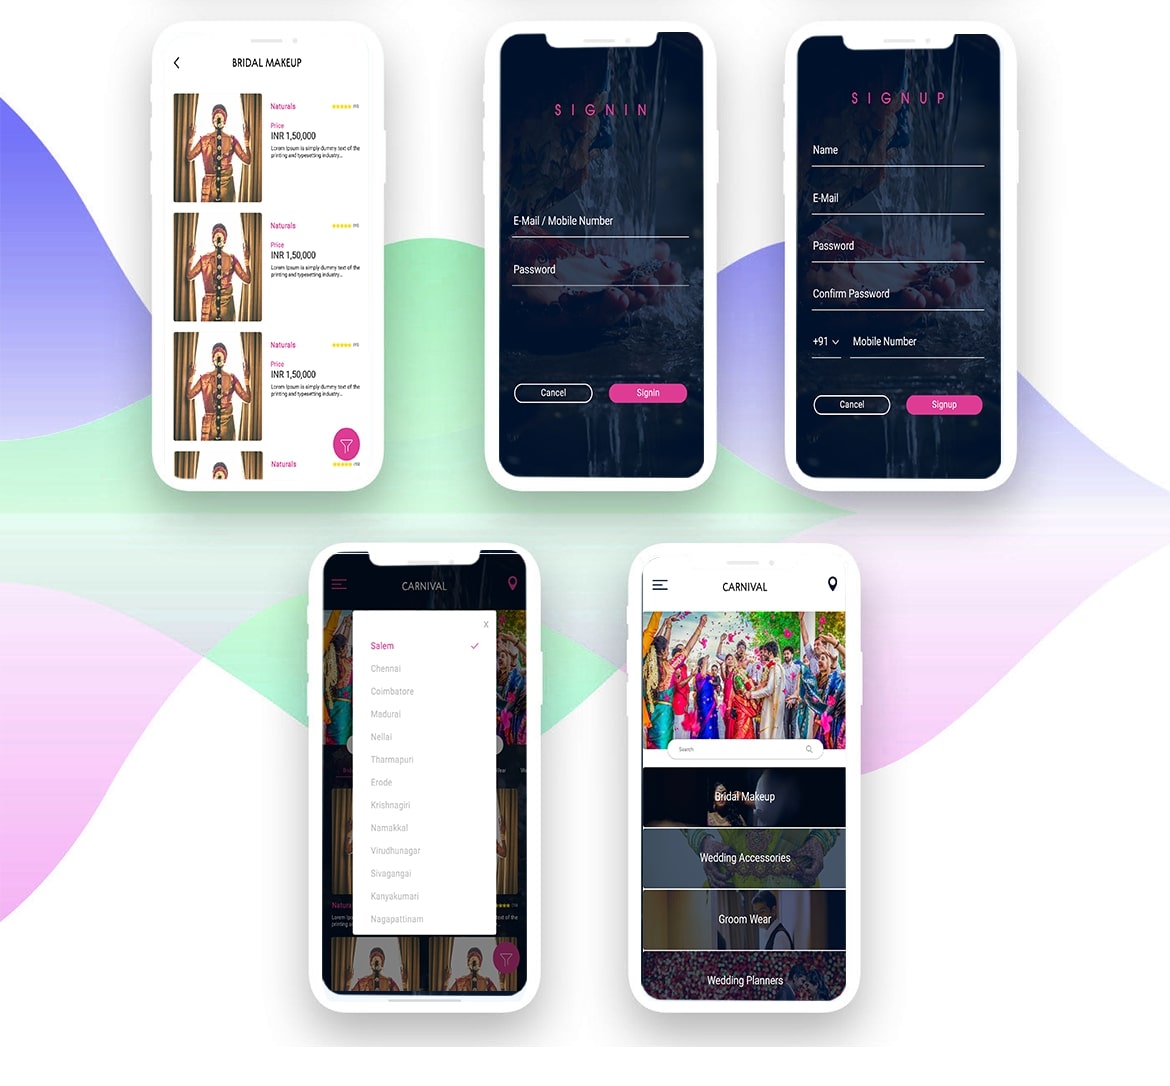 BRIDAL MAKEUP
Naturals
Price
INR 1,50,000
Lorem Ipsum is simply dummy text of the
printing and typesetting industry...
Naturals
Price
INR 1,50,000
Lorem Ipsum is simply dummy text of the
printing and typesetting industry...
Naturals
Price
INR 1,50,000
Lorem Ipsum is simply dummy text of the
printing and typesetting industry...
Naturals
SIGNIN
E-Mail / Mobile Number
Password
Cancel Signin
SIGNUP
Name
E-Mail
Password
Confirm Password
+91 Mobile Number
Cancel Signup
CARNIVAL
X
Salem
Chennai
Coimbatore
Madurai
Nellai
Tharmapuri
Erode
Krishnagiri
Namakkal
Virudhunagar
Sivagangai
Kanyakumari
Nagapattinam
CARNIVAL
Search
Bridal Makeup
Wedding Accessories
Groom Wear
Wedding Planners